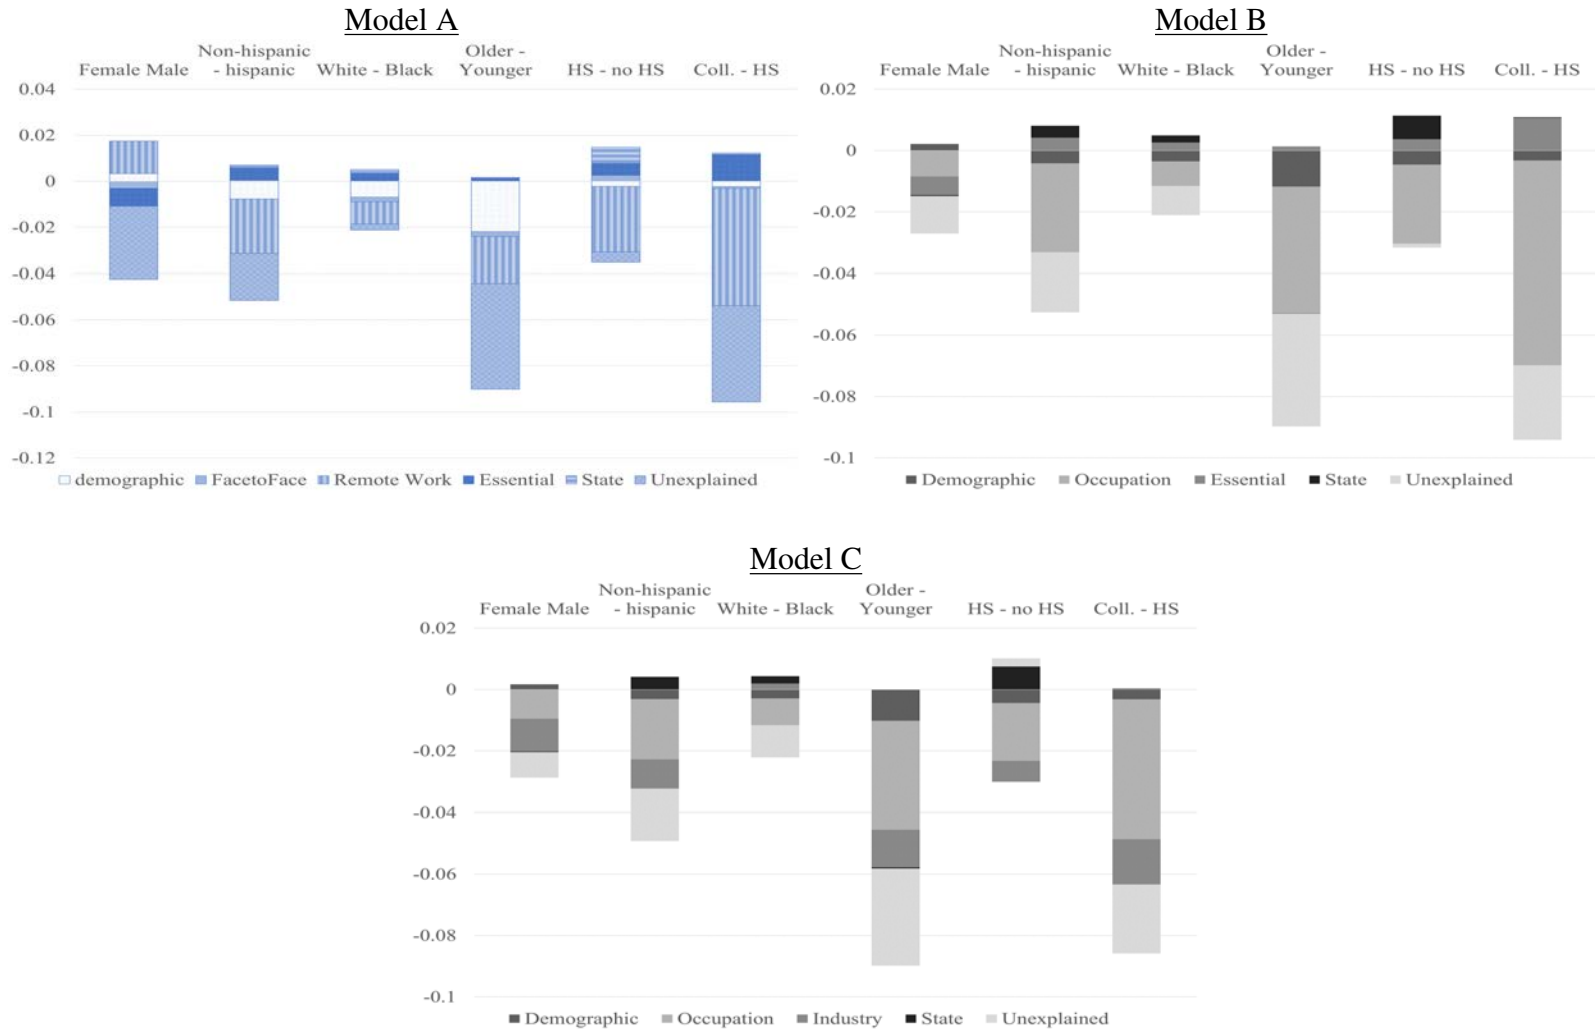 Model A
Female Male
Non-hispanic
- hispanic
White - Black
Older -
Younger
HS - no HS
Coll. - HS
0.04
0.02
0
-0.02
-0.04
-0.06
-0.08
-0.1
-0.12
demographic FacetoFace Remote Work Essential State Unexplained
Model B
Female Male
Non-hispanic
- hispanic
White - Black
Older -
Younger
HS - no HS
Coll. - HS
0.02
0
-0.02
-0.04
-0.06
-0.08
-0.1
Demographic Occupation Essential State Unexplained
Model C
Female Male
Non-hispanic
- hispanic
White - Black
Older -
Younger
HS - no HS
Coll. - HS
0.02
0
-0.02
-0.04
-0.06
-0.08
-0.1
Demographic Occupation Industry State Unexplained